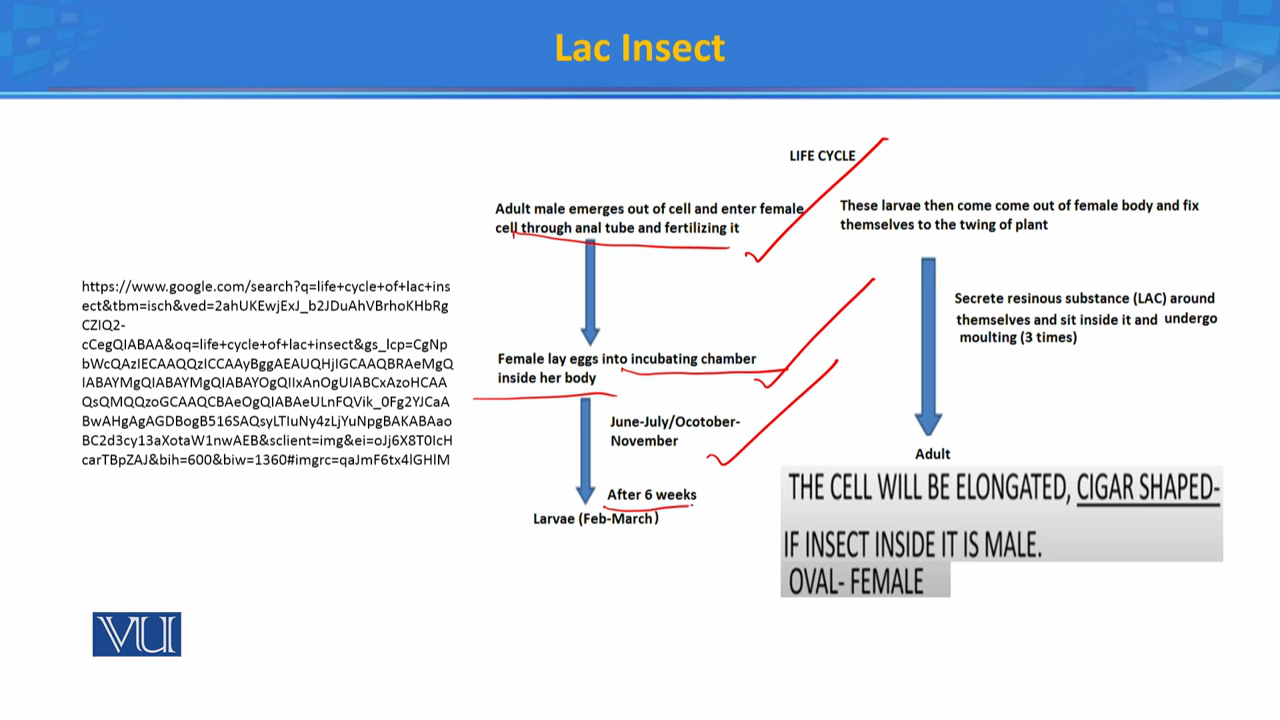 Lac Insect
LIFE CYCLE
Adult male emerges out of cell and enter female
cell through anal tube and fertilizing it
Female lay eggs into incubating chamber
inside her body
June-July/Ocotober-
November
After 6 weeks
Larvae (Feb-March)
These larvae then come come out of female body and fix
themselves to the twing of plant
Secrete resinous substance (LAC) around
themselves and sit inside it and undergo
moulting (3 times)
Adult
THE CELL WILL BE ELONGATED, CIGAR SHAPED-
IF INSECT INSIDE IT IS MALE.
OVAL- FEMALE
https://www.google.com/search?q=life+cycle+of+lac+ins
ect&tbm=isch&ved=2ahUKEwjExJ_b2JDuAhVBrhoKHbRg
CZIQ2-
cCegQIABAA&oq=life+cycle+of+lac+insect&gs_lcp=CgNp
bWcQAzIECAAQQzICCAAyBggAEAUQHjIGCAAQBRAeMgQ
IABAYMgQIABAYMgQIABAYOgQIIxAnOgUIABCxAzoHCAA
QsQMQQzoGCAAQCBAeOgQIABAeULnFQVik_0Fg2YJCaA
BwAHgAgAGDBogB516SAQsyLTIuNy4zLjYuNpgBAKABAao
BC2d3cy13aXotaW1nwAEB&sclient=img&ei=oJj6X8T0IcH
carTBpZAJ&bih=600&biw=1360#imgrc=qaJmF6tx4lGHlM
VU